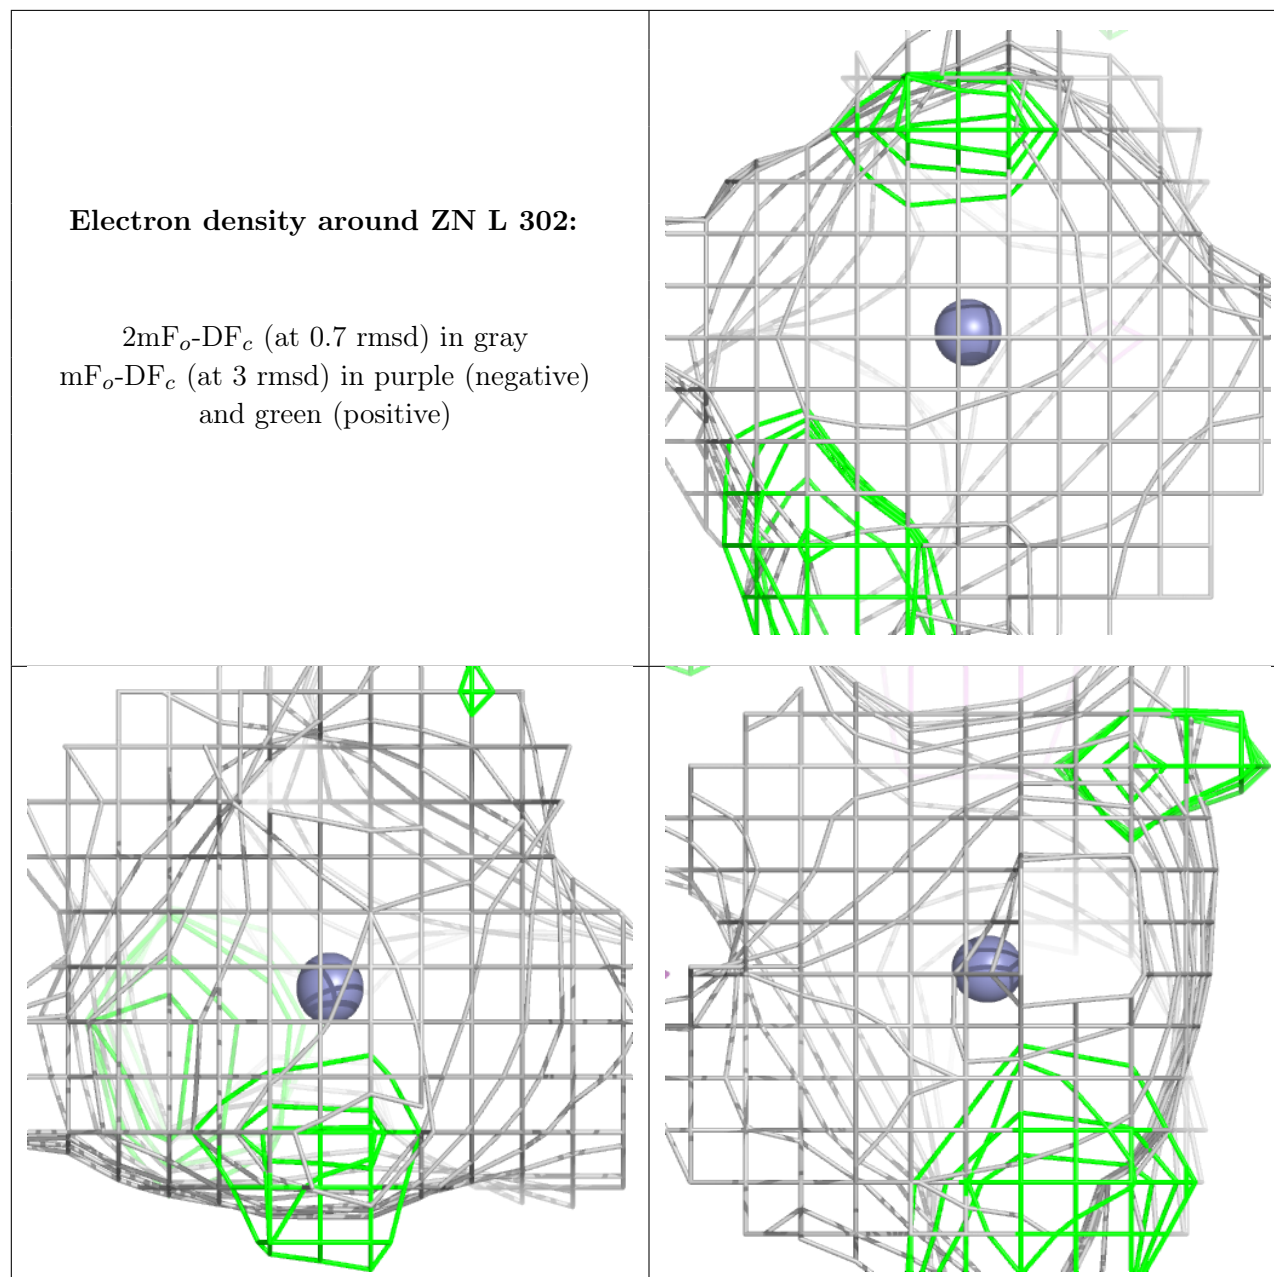 Electron density around ZN L 302:
2mFo-DFc (at 0.7 rmsd) in gray
mFo-DFc (at 3 rmsd) in purple (negative)
and green (positive)